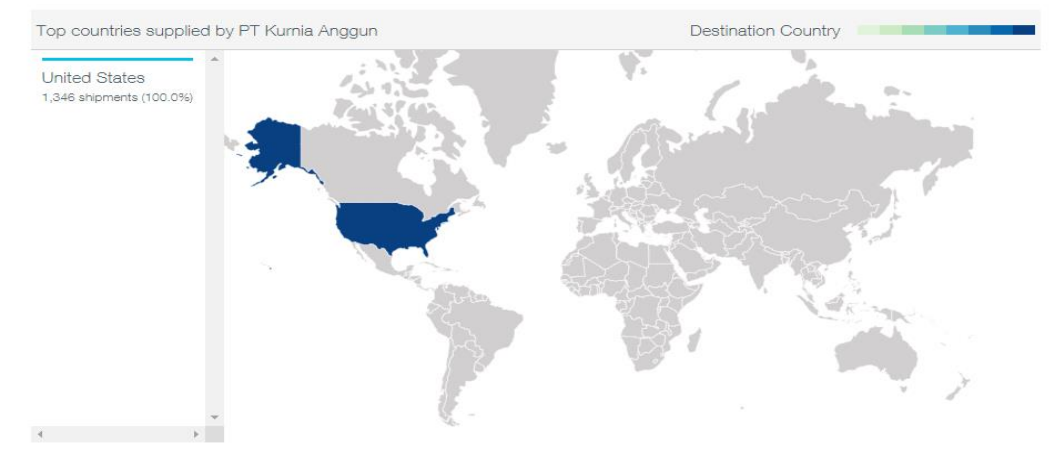 Top countries supplied by PT Kurnia Anggun
Destination Country
United States
1,346 shipments (100.0%)